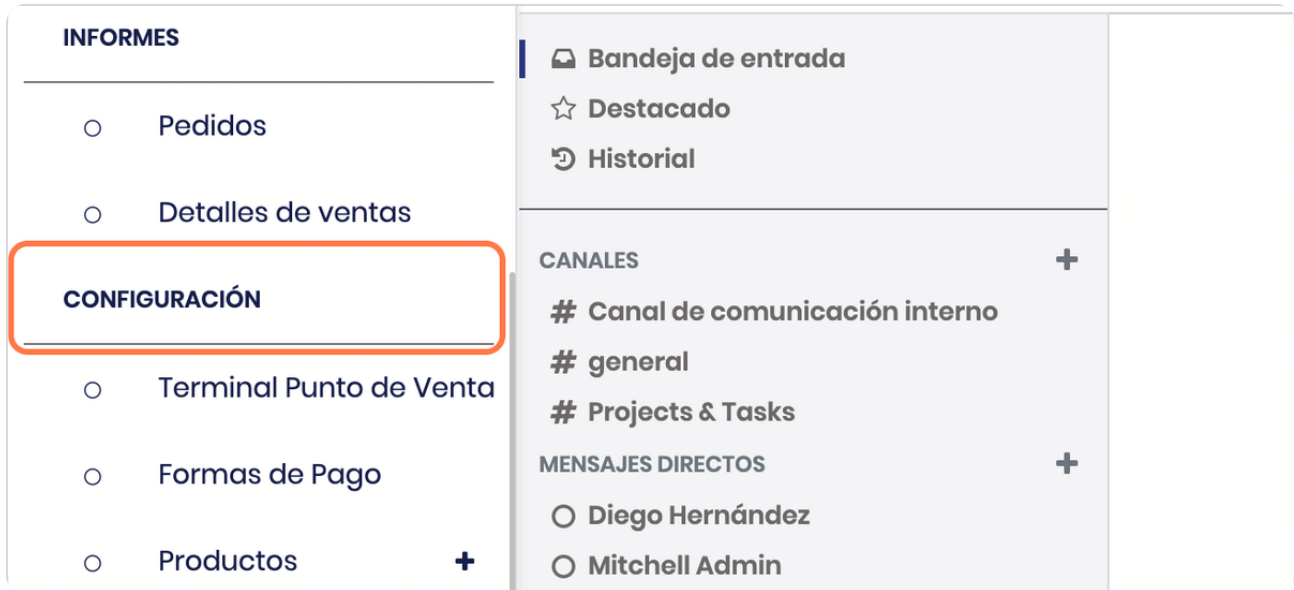 INFORMES
Pedidos
Detalles de ventas
CONFIGURACIÓN
Terminal Punto de Venta
Formas de Pago
Productos
Bandeja de entrada
Destacado
Historial
CANALES
# Canal de comunicación interno
# general
# Projects & Tasks
MENSAJES DIRECTOS
Diego Hernández
Mitchell Admin